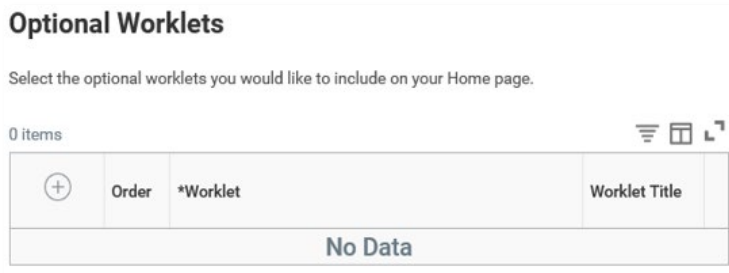 Optional Worklets
Select the optional worklets you would like to include on your Home page.
0 items
Order *Worklet Worklet Title
No Data